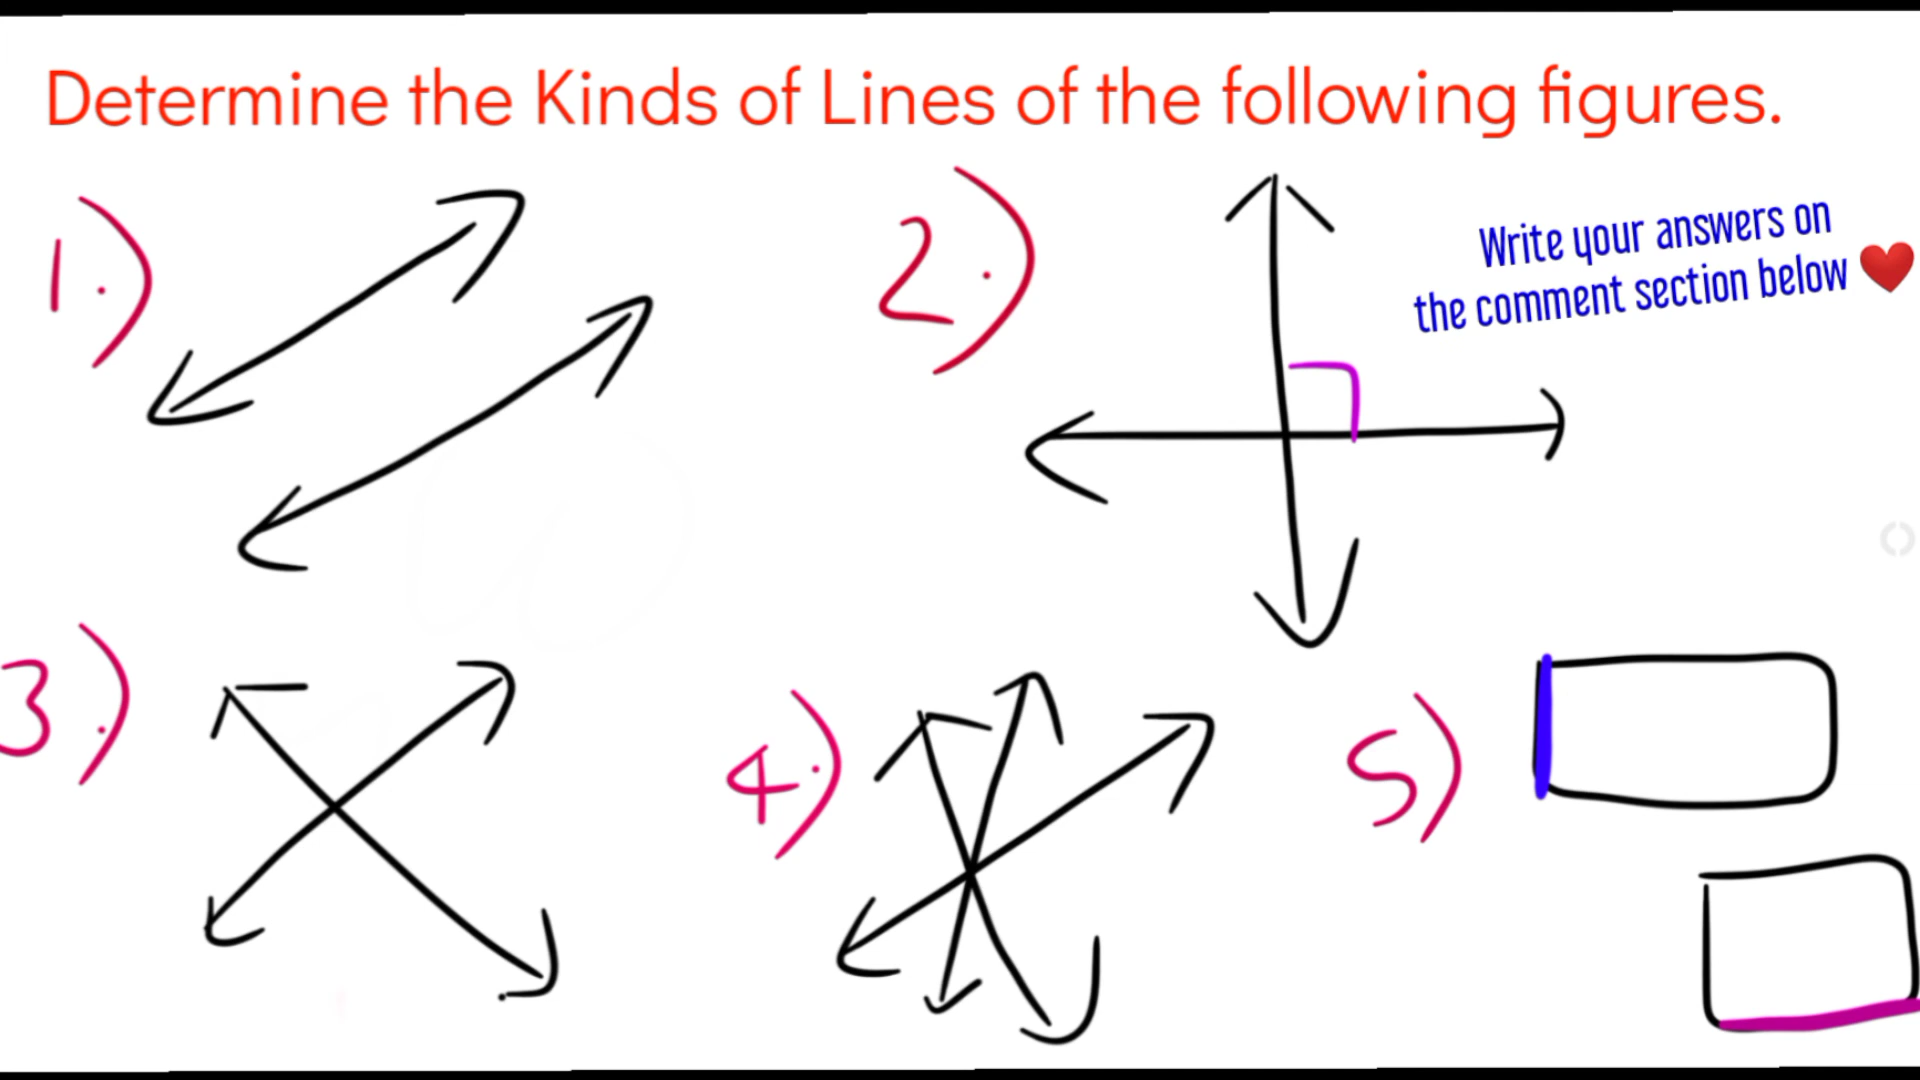 Determine the Kinds of Lines of the following figures.
1.)
2.)
Write your answers on
the comment section below ❤️
3.)
4.)
5)